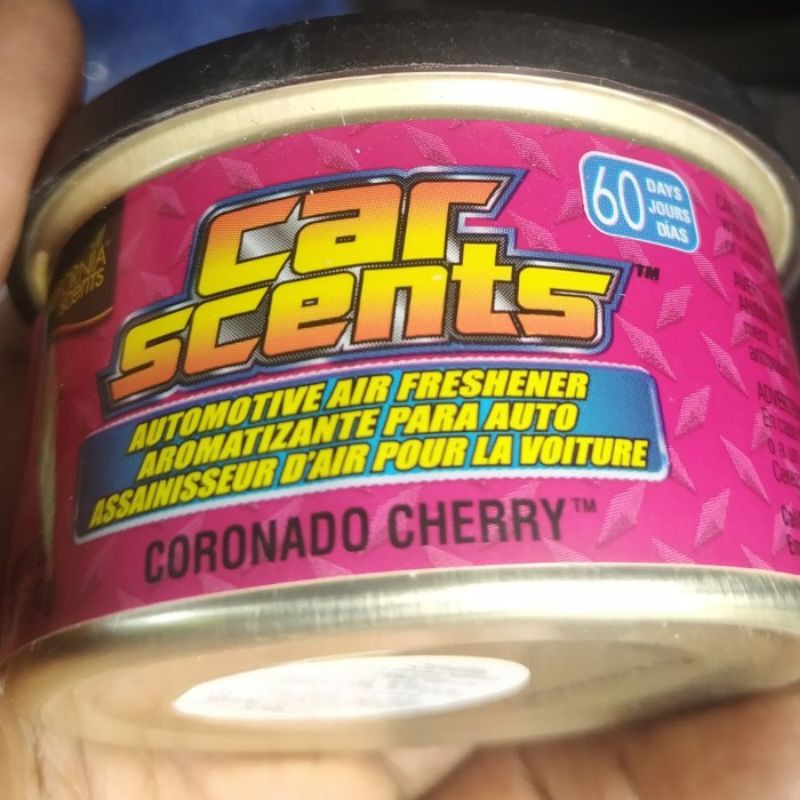 car
scents™
60
DAYS
JOURS
DÍAS
AUTOMOTIVE AIR FRESHENER
AROMATIZANTE PARA AUTO
ASSAINISSEUR D'AIR POUR LA VOITURE
CORONADO CHERRY™
scents